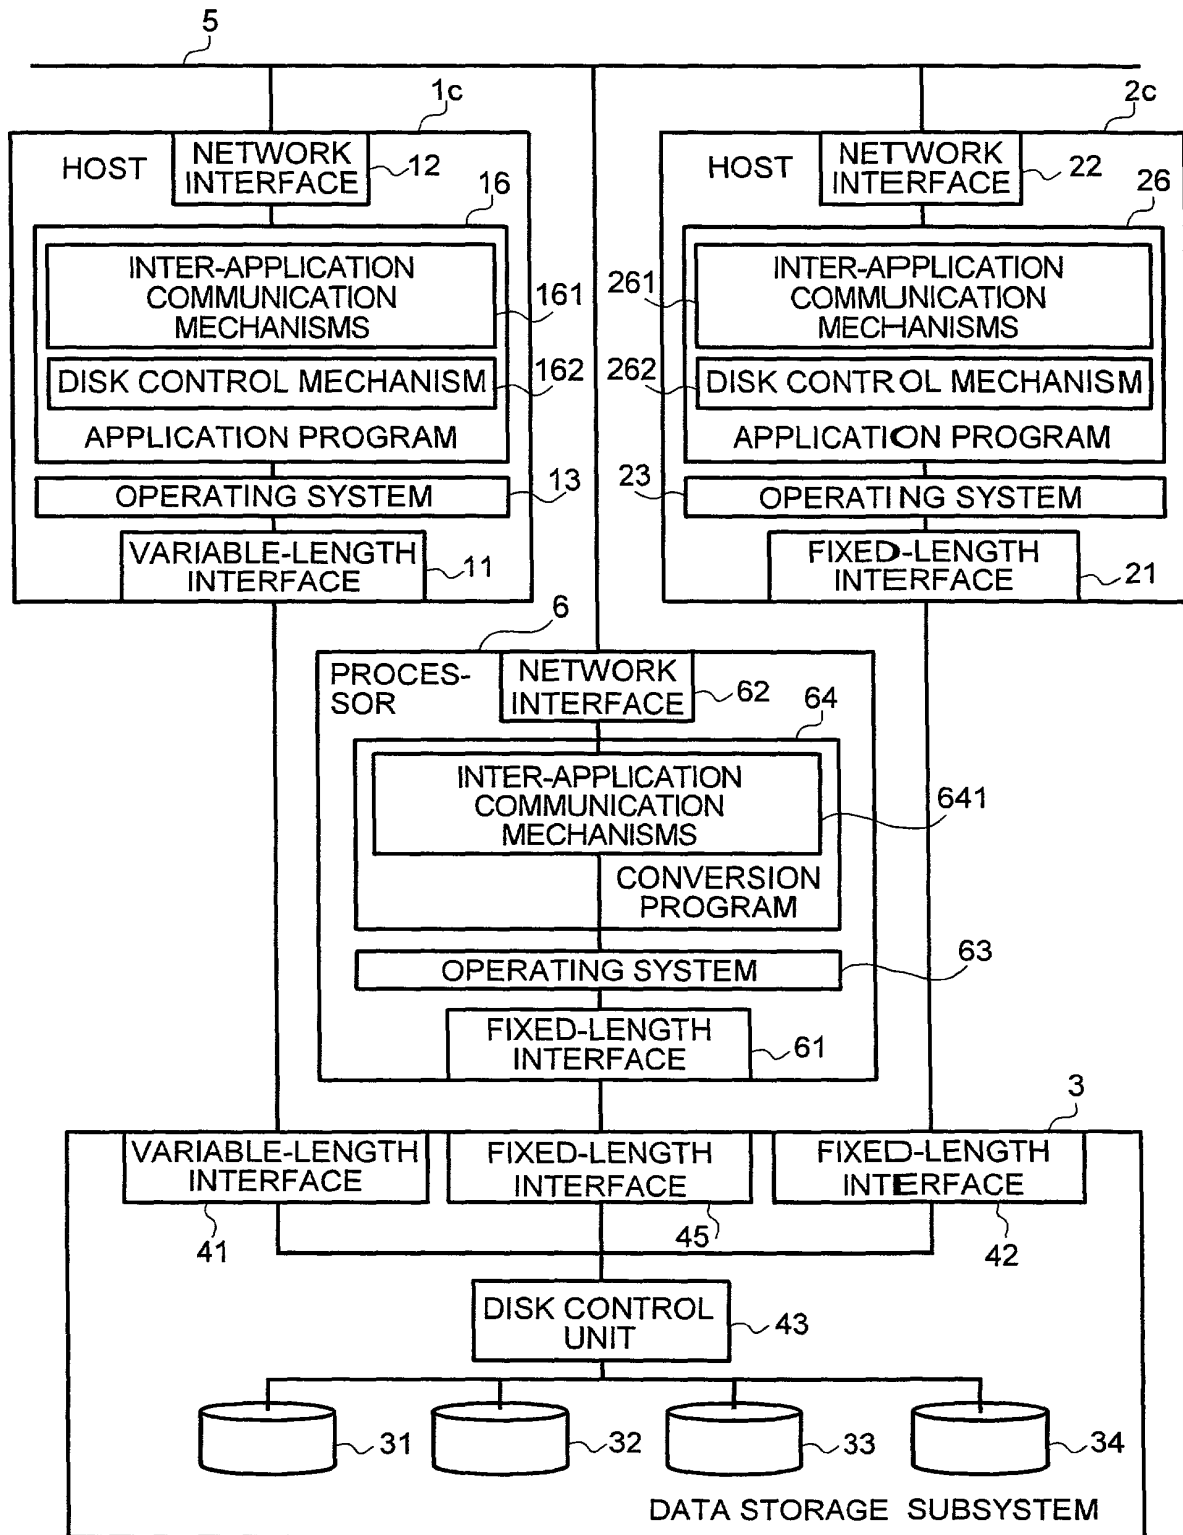 5
1c
2c
HOST
NETWORK
INTERFACE
12
16
INTER-APPLICATION
COMMUNICATION
MECHANISMS
161
DISK CONTROL MECHANISM
162
APPLICATION PROGRAM
OPERATING SYSTEM
13
VARIABLE-LENGTH
INTERFACE
11
HOST
NETWORK
INTERFACE
22
26
INTER-APPLICATION
COMMUNICATION
MECHANISMS
261
DISK CONTROL MECHANISM
262
APPLICATION PROGRAM
23
OPERATING SYSTEM
FIXED-LENGTH
INTERFACE
21
6
PROCES-
SOR
NETWORK
INTERFACE
62
64
INTER-APPLICATION
COMMUNICATION
MECHANISMS
641
CONVERSION
PROGRAM
OPERATING SYSTEM
63
FIXED-LENGTH
INTERFACE
61
3
VARIABLE-LENGTH
INTERFACE
41
FIXED-LENGTH
INTERFACE
45
FIXED-LENGTH
INTERFACE
42
DISK CONTROL
UNIT
43
31
32
33
34
DATA STORAGE SUBSYSTEM